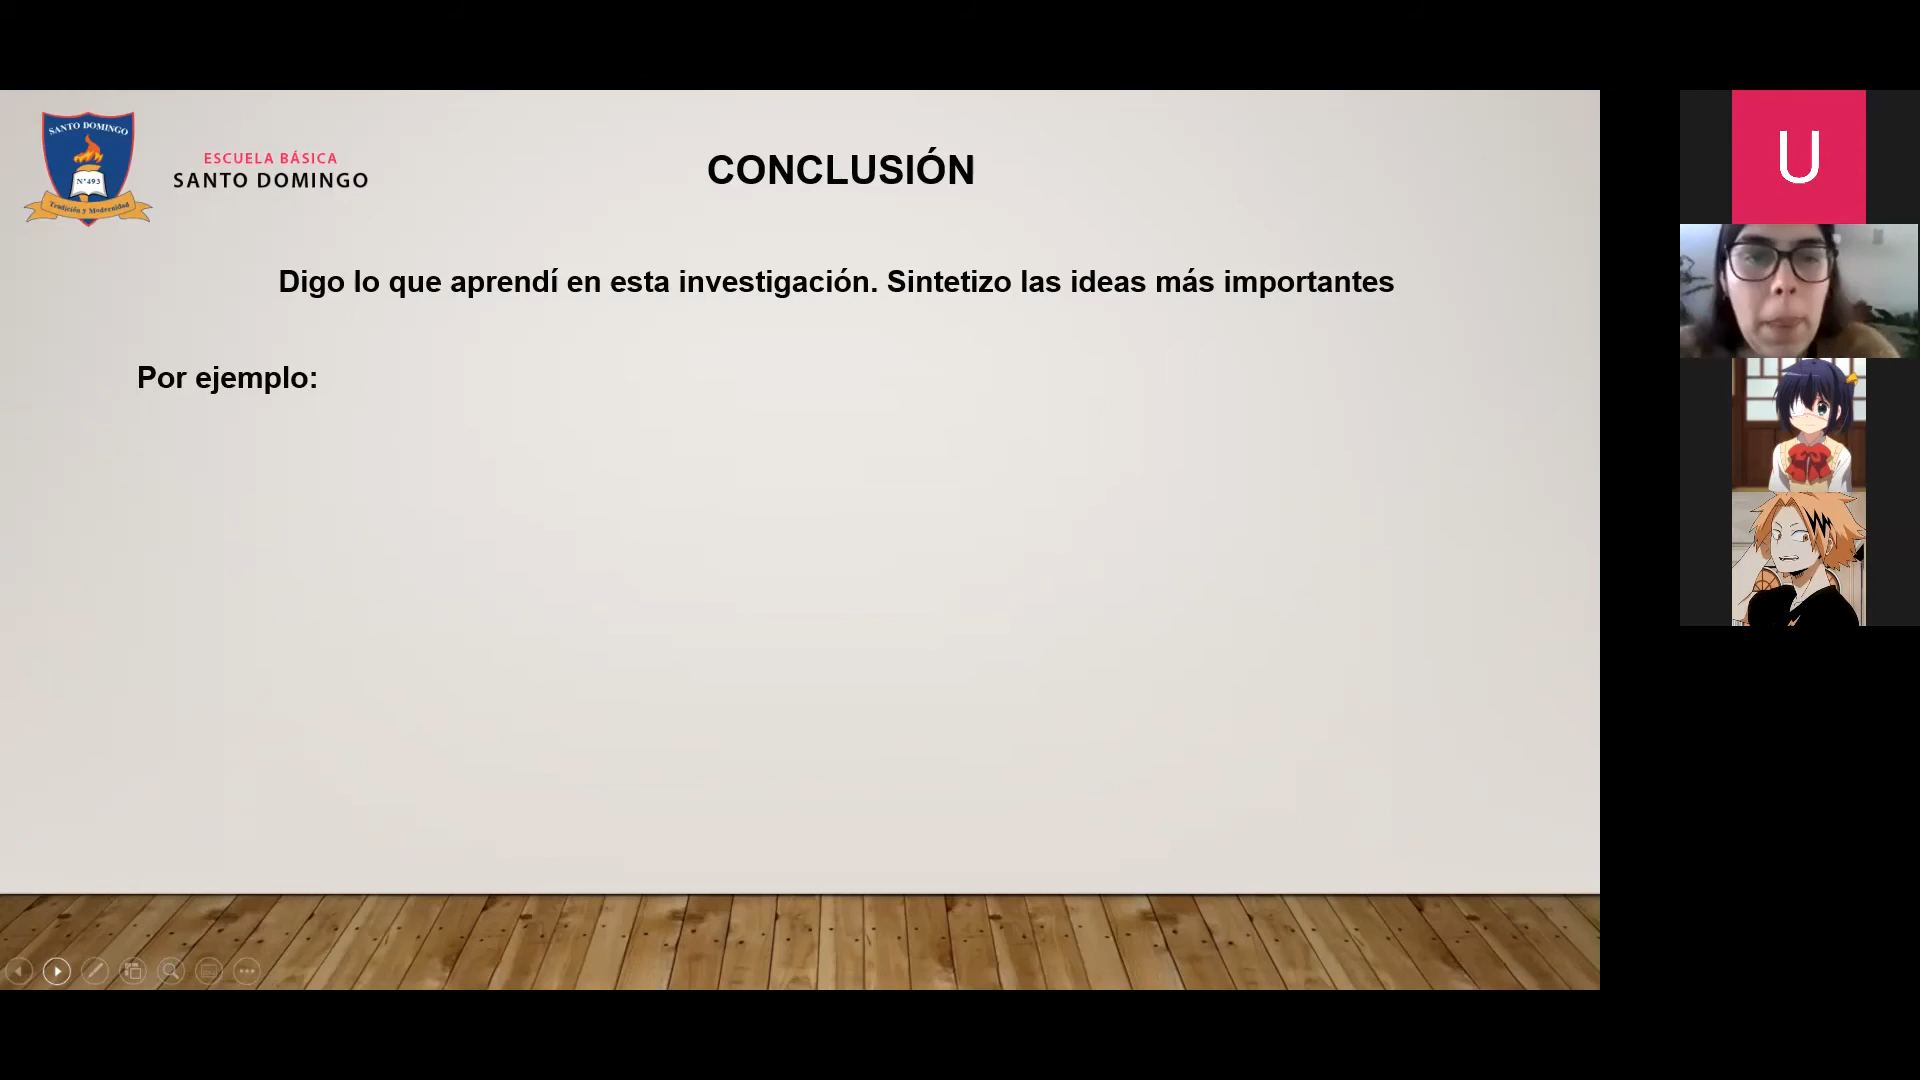 SANTO DOMINGO
N°493
Tradición y Modernidad
ESCUELA BÁSICA
SANTO DOMINGO
CONCLUSIÓN
Digo lo que aprendí en esta investigación. Sintetizo las ideas más importantes
Por ejemplo:
U